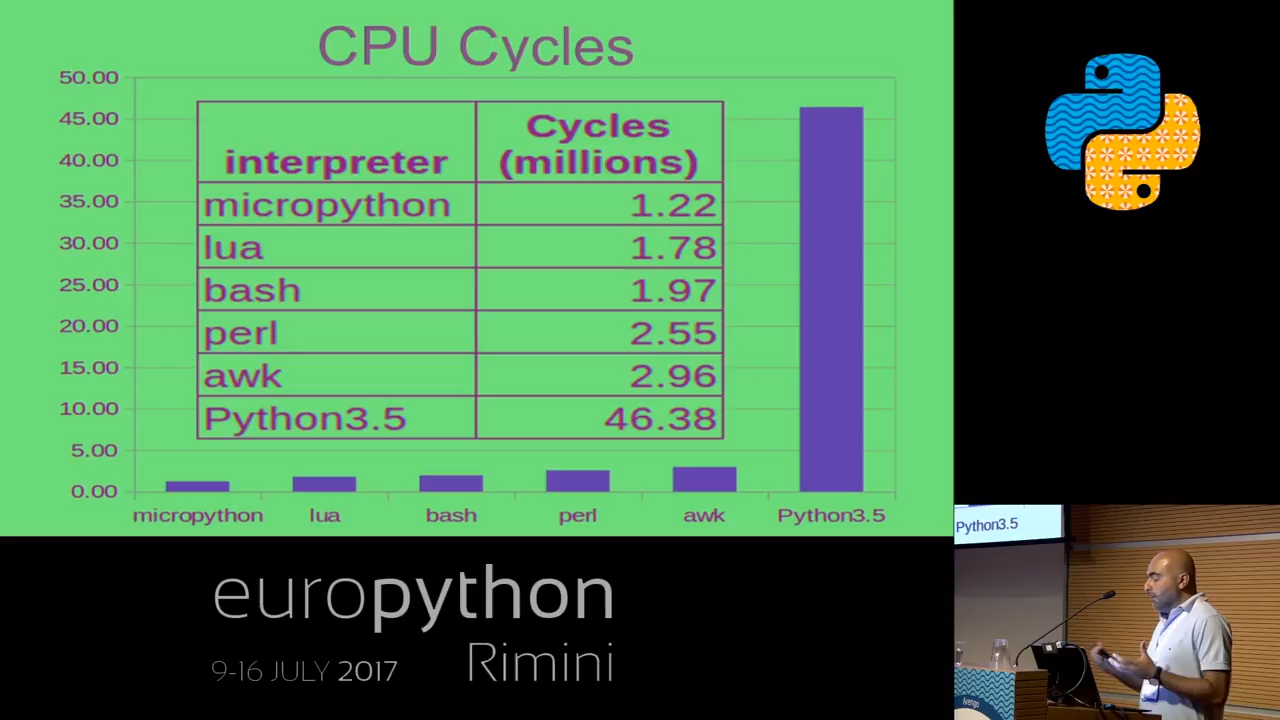 CPU Cycles
50.00
45.00
40.00
35.00
30.00
25.00
20.00
15.00
10.00
5.00
0.00
interpreter Cycles (millions)
micropython 1.22
lua 1.78
bash 1.97
perl 2.55
awk 2.96
Python3.5 46.38
micropython lua bash perl awk Python3.5
europython
Rimini
9-16 JULY 2017
Python3.5
Arengo